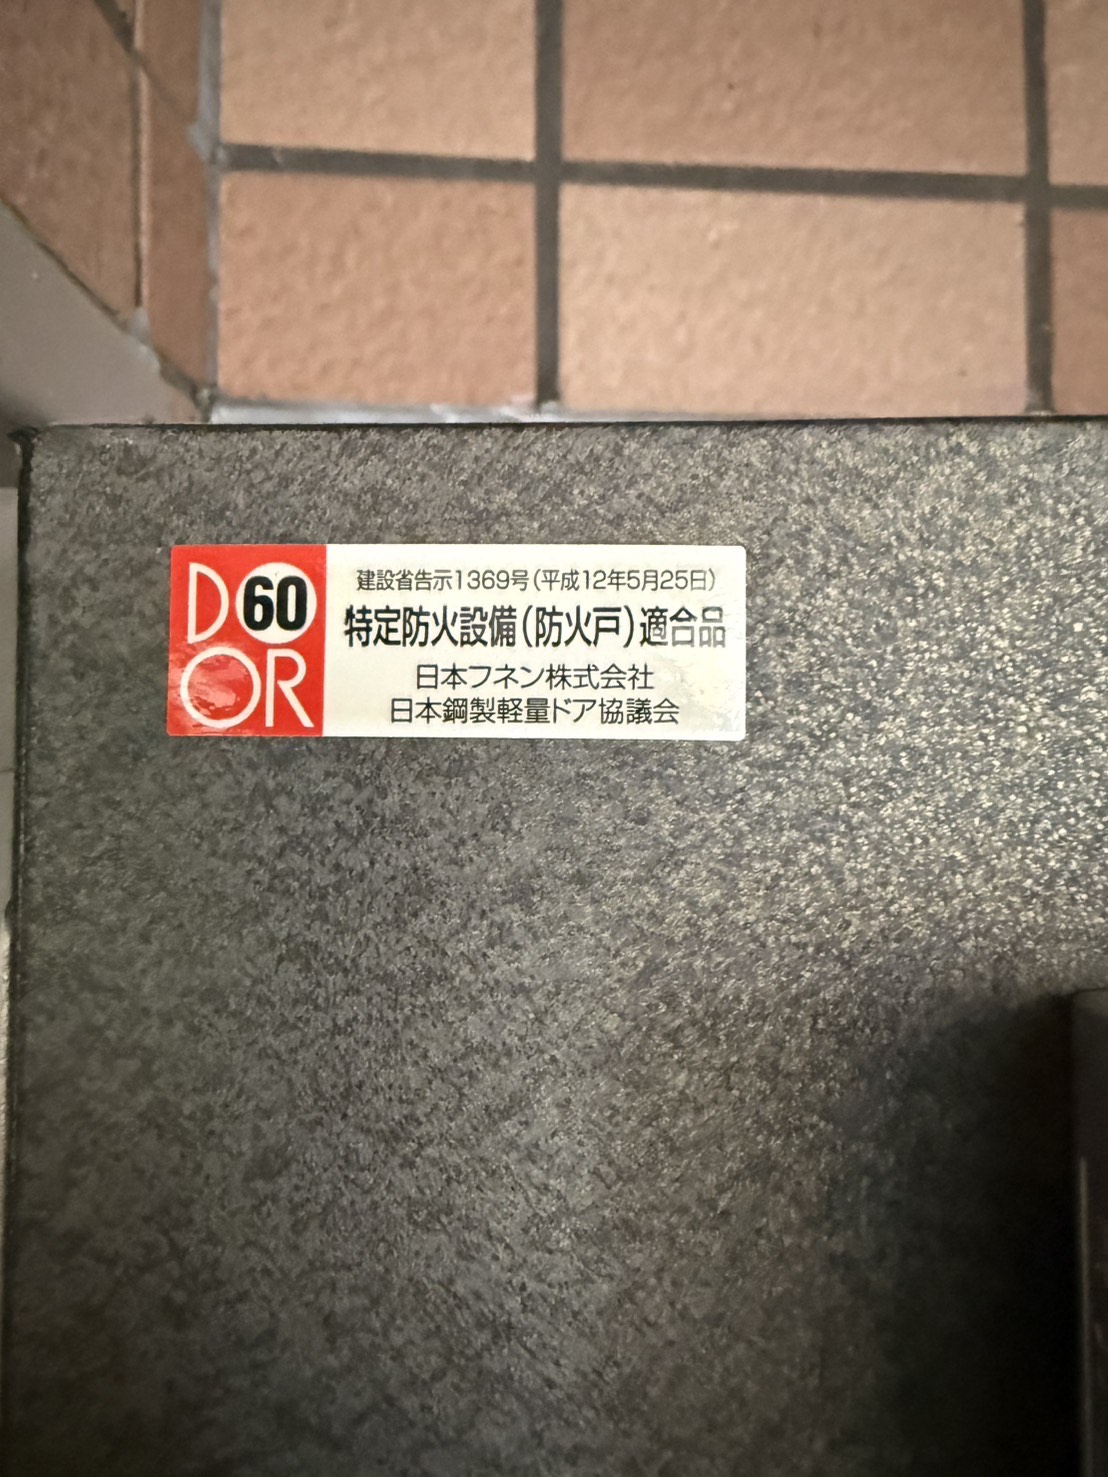 DO60
OR
建設省告示1369号(平成12年5月25日)
特定防火設備(防火戸)適合品
日本フネン株式会社
日本鋼製軽量ドア協議会